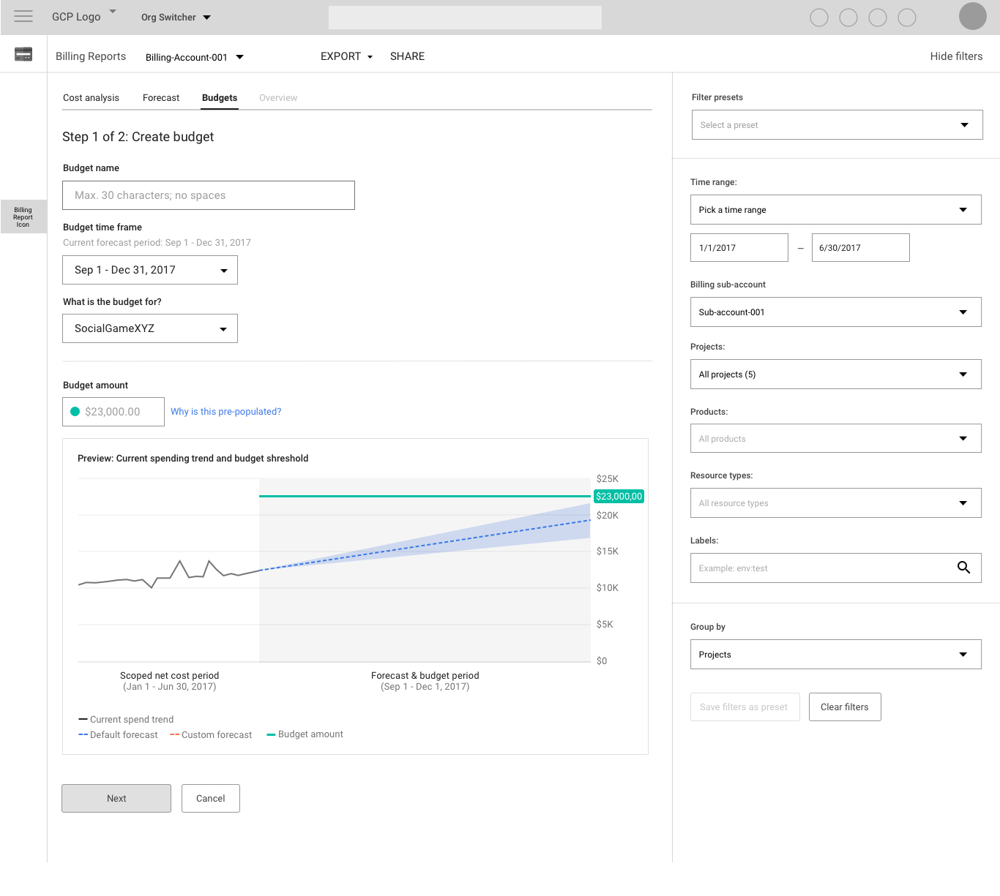 GCP Logo
Org Switcher
Billing Reports
Billing-Account-001
EXPORT
SHARE
Hide filters
Billing
Report
Icon
Cost analysis
Forecast
Budgets
Overview
Step 1 of 2: Create budget
Budget name
Max. 30 characters; no spaces
Budget time frame
Current forecast period: Sep 1 - Dec 31, 2017
Sep 1 - Dec 31, 2017
What is the budget for?
SocialGameXYZ
Budget amount
$23,000.00
Why is this pre-populated?
Preview: Current spending trend and budget shreshold
$25K
$23,000,00
$20K
$15K
$10K
$5K
$0
Scoped net cost period
(Jan 1 - Jun 30, 2017)
Forecast & budget period
(Sep 1 - Dec 1, 2017)
Current spend trend
Default forecast
Custom forecast
Budget amount
Next
Cancel
Filter presets
Select a preset
Time range:
Pick a time range
1/1/2017 – 6/30/2017
Billing sub-account
Sub-account-001
Projects:
All projects (5)
Products:
All products
Resource types:
All resource types
Labels:
Example: env:test
Group by
Projects
Save filters as preset
Clear filters